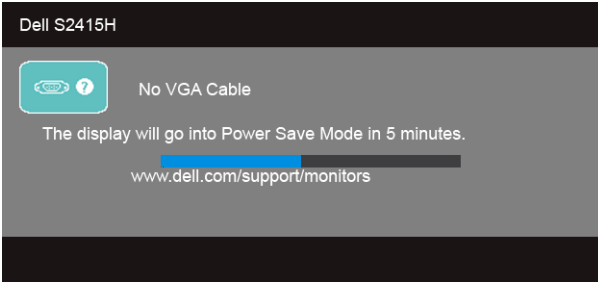 Dell S2415H
?
No VGA Cable
The display will go into Power Save Mode in 5 minutes.
www.dell.com/support/monitors